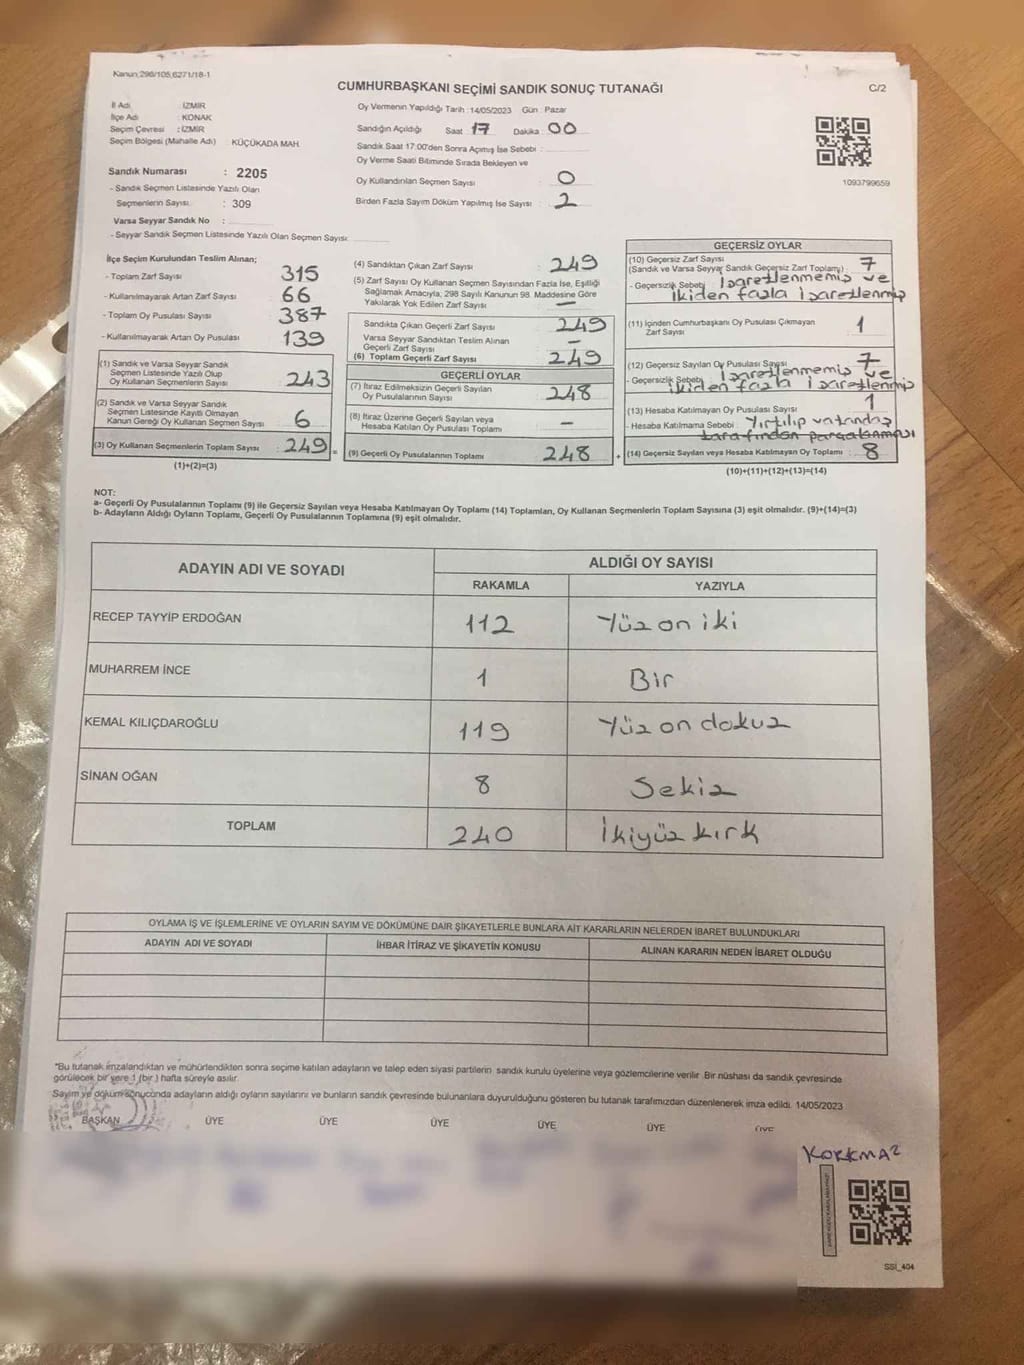 Kanun:298/105,6271/18-1
CUMHURBAŞKANI SEÇİMİ SANDIK SONUÇ TUTANAĞI
C/2
İl Adı : İZMİR
İlçe Adı : KONAK
Seçim Çevresi : İZMİR
Seçim Bölgesi (Mahalle Adı) : KÜÇÜKADA MAH.
Sandık Numarası : 2205
- Sandık Seçmen Listesinde Yazılı Olan
Seçmenlerin Sayısı : 309
Varsa Seyyar Sandık No :
- Seyyar Sandık Seçmen Listesinde Yazılı Olan Seçmen Sayısı:
Oy Vermenin Yapıldığı Tarih :14/05/2023 Gün : Pazar
Sandığın Açıldığı Saat 17 Dakika : 00
Sandık Saat 17:00'den Sonra Açımış İse Sebebi :
Oy Verme Saati Bitiminde Sırada Bekleyen ve
Oy Kullandırılan Seçmen Sayısı : 0
Birden Fazla Sayım Döküm Yapılmış İse Sayısı : 2
1093799659
İlçe Seçim Kurulundan Teslim Alınan;
- Toplam Zarf Sayısı : 315
- Kullanılmayarak Artan Zarf Sayısı : 66
- Toplam Oy Pusulası Sayısı : 387
- Kullanılmayarak Artan Oy Pusulası : 139
(1) Sandık ve Varsa Seyyar Sandık
Seçmen Listesinde Yazılı Olup
Oy Kullanan Seçmenlerin Sayısı : 243
(2) Sandık ve Varsa Seyyar Sandık
Seçmen Listesinde Kayıtlı Olmayan
Kanun Gereği Oy Kullanan Seçmen Sayısı : 6
(3) Oy Kullanan Seçmenlerin Toplam Sayısı : 249 =
(1)+(2)=(3)
(4) Sandıktan Çıkan Zarf Sayısı : 249
(5) Zarf Sayısı Oy Kullanan Seçmen Sayısından Fazla İse, Eşitliği
Sağlamak Amacıyla, 298 Sayılı Kanunun 98. Maddesine Göre
Yakılarak Yok Edilen Zarf Sayısı : —
Sandıkta Çıkan Geçerli Zarf Sayısı : 249
Varsa Seyyar Sandıktan Teslim Alınan
Geçerli Zarf Sayısı : —
(6) Toplam Geçerli Zarf Sayısı : 249
GEÇERLİ OYLAR
(7) İtiraz Edilmeksizin Geçerli Sayılan
Oy Pusulalarının Sayısı : 248
(8) İtiraz Üzerine Geçerli Sayılan veya
Hesaba Katılan Oy Pusulası Toplamı : —
(9) Geçerli Oy Pusulalarının Toplamı : 248 +
GEÇERSİZ OYLAR
(10) Geçersiz Zarf Sayısı
(Sandık ve Varsa Seyyar Sandık Geçersiz Zarf Toplamı) : 7
- Geçersizlik Sebebi : İşaretlenmemiş ve
ikiden fazla işaretlenmiş
(11) İçinden Cumhurbaşkanı Oy Pusulası Çıkmayan
Zarf Sayısı : 1
(12) Geçersiz Sayılan Oy Pusulası Sayısı : 7
- Geçersizlik Sebebi : İşaretlenmemiş ve
ikiden fazla işaretlenmiş
(13) Hesaba Katılmayan Oy Pusulası Sayısı : 1
- Hesaba Katılmama Sebebi : Yırtılıp vatandaş
tarafından parçalanması
(14) Geçersiz Sayılan veya Hesaba Katılmayan Oy Toplamı : 8
(10)+(11)+(12)+(13)=(14)
NOT:
a- Geçerli Oy Pusulalarının Toplamı (9) ile Geçersiz Sayılan veya Hesaba Katılmayan Oy Toplamı (14) Toplamları, Oy Kullanan Seçmenlerin Toplam Sayısına (3) eşit olmalıdır. (9)+(14)=(3)
b- Adayların Aldığı Oyların Toplamı, Geçerli Oy Pusulalarının Toplamına (9) eşit olmalıdır.
ADAYIN ADI VE SOYADI ALDIĞI OY SAYISI
RAKAMLA YAZIYLA
RECEP TAYYİP ERDOĞAN 112 Yüz on iki
MUHARREM İNCE 1 Bir
KEMAL KILIÇDAROĞLU 119 Yüz on dokuz
SİNAN OĞAN 8 Sekiz
TOPLAM 240 İkiyüz kırk
OYLAMA İŞ VE İŞLEMLERİNE VE OYLARIN SAYIM VE DÖKÜMÜNE DAİR ŞİKAYETLERLE BUNLARA AİT KARARLARIN NELERDEN İBARET BULUNDUKLARI
ADAYIN ADI VE SOYADI İHBAR İTİRAZ VE ŞİKAYETİN KONUSU ALINAN KARARIN NEDEN İBARET OLDUĞU
*Bu tutanak imzalandıktan ve mühürlendikten sonra seçime katılan adayların ve talep eden siyasi partilerin sandık kurulu üyelerine veya gözlemcilerine verilir. Bir nüshası da sandık çevresinde
görülecek bir yere 1 (bir) hafta süreyle asılır.
Sayım ve döküm sonucunda adayların aldığı oyların sayılarını ve bunların sandık çevresinde bulunanlara duyurulduğunu gösteren bu tutanak tarafımızdan düzenlenerek imza edildi. 14/05/2023
BAŞKAN ÜYE ÜYE ÜYE ÜYE ÜYE ÜYE
KORKMAZ
SSİ_404